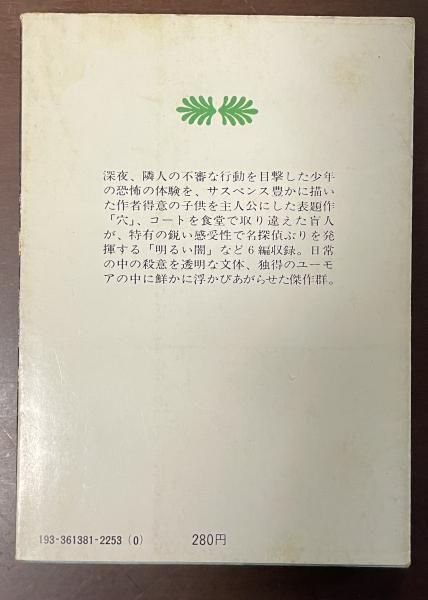 深夜、隣人の不審な行動を目撃した少年
の恐怖の体験を、サスペンス豊かに描い
た作者得意の子供を主人公にした表題作
「穴」、コートを食堂で取り違えた盲人
が、特有の鋭い感受性で名探偵ぶりを発
揮する「明るい闇」など6編収録。日常
の中の殺意を透明な文体、独得のユーモ
アの中に鮮かに浮かびあがらせた傑作群。
193-361381-2253 (0)
280円